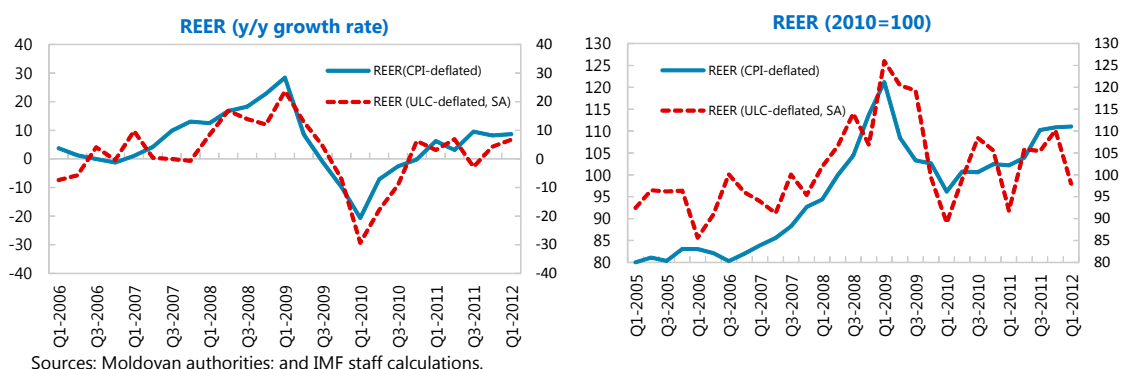 REER (y/y growth rate)
40 40
30 30
20 20
10 10
0 0
-10 -10
-20 -20
-30 -30
-40 -40
REER(CPI-deflated)
REER (ULC-deflated, SA)
Q1-2006
Q3-2006
Q1-2007
Q3-2007
Q1-2008
Q3-2008
Q1-2009
Q3-2009
Q1-2010
Q3-2010
Q1-2011
Q3-2011
Q1-2012
REER (2010=100)
130 130
125 125
120 120
115 115
110 110
105 105
100 100
95 95
90 90
85 85
80 80
REER (CPI-deflated)
REER (ULC-deflated, SA)
Q1-2005
Q3-2005
Q1-2006
Q3-2006
Q1-2007
Q3-2007
Q1-2008
Q3-2008
Q1-2009
Q3-2009
Q1-2010
Q3-2010
Q1-2011
Q3-2011
Q1-2012
Sources: Moldovan authorities; and IMF staff calculations.